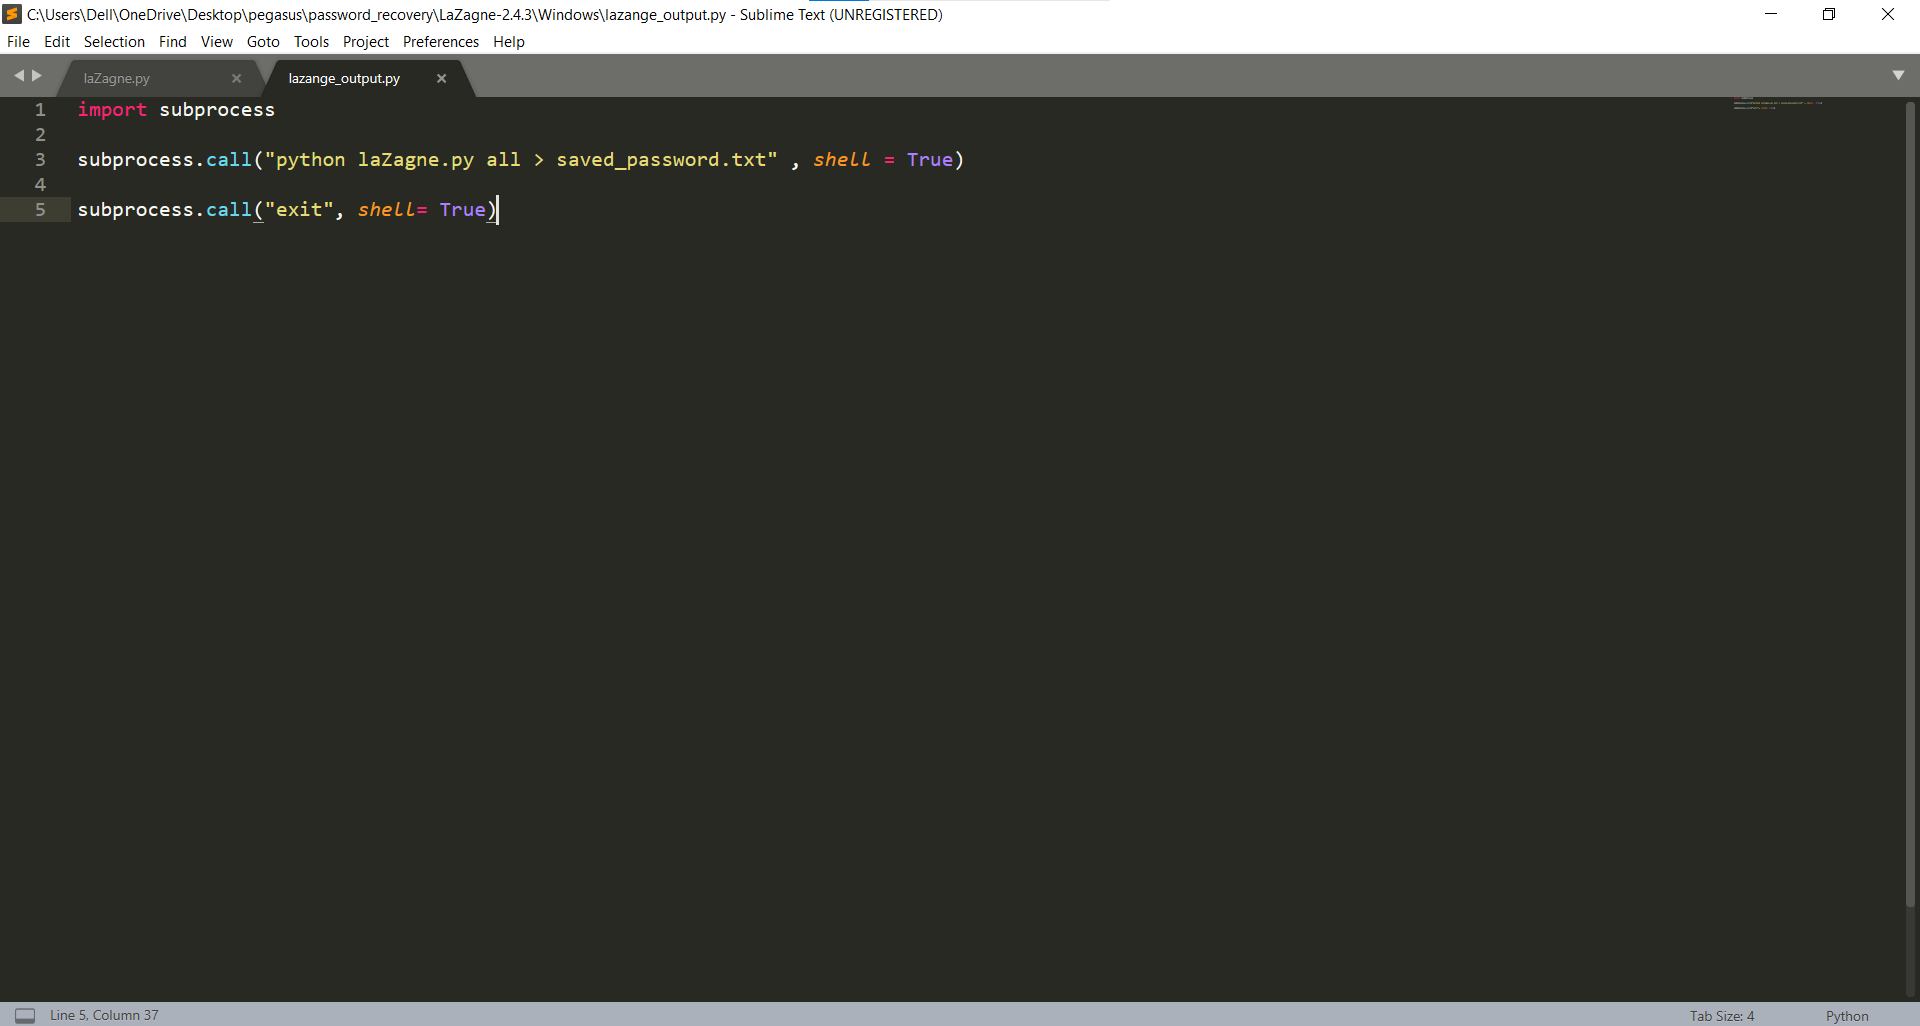 C:\Users\Dell\OneDrive\Desktop\pegasus\password_recovery\LaZagne-2.4.3\Windows\lazange_output.py - Sublime Text (UNREGISTERED)
File Edit Selection Find View Goto Tools Project Preferences Help
laZagne.py lazange_output.py
1 import subprocess
2
3 subprocess.call("python laZagne.py all > saved_password.txt" , shell = True)
4
5 subprocess.call("exit", shell= True)
Line 5, Column 37 Tab Size: 4 Python